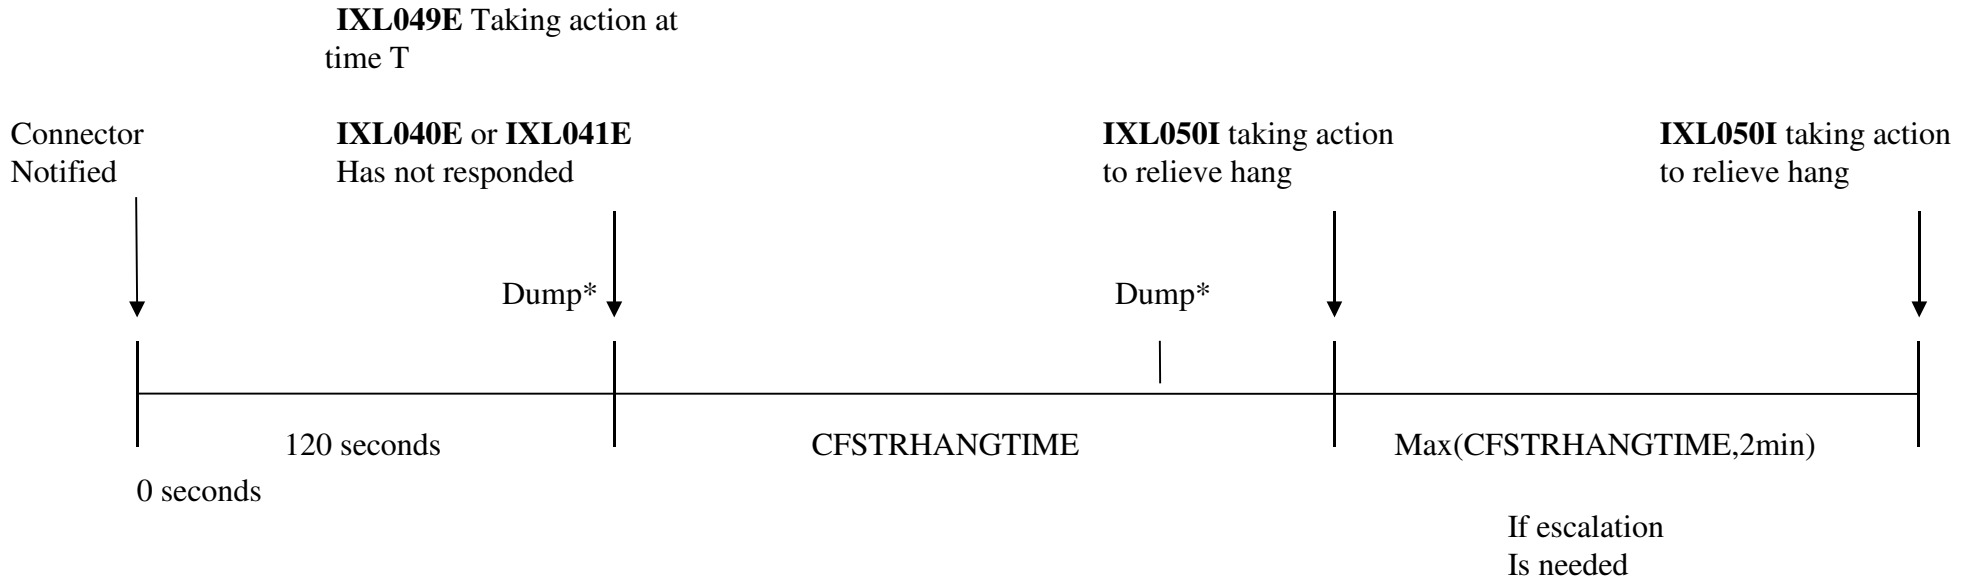 IXL049E Taking action at
time T
Connector
Notified
IXL040E or IXL041E
Has not responded
IXL050I taking action
to relieve hang
IXL050I taking action
to relieve hang
Dump*
Dump*
120 seconds
CFSTRHANGTIME
Max(CFSTRHANGTIME,2min)
0 seconds
If escalation
Is needed